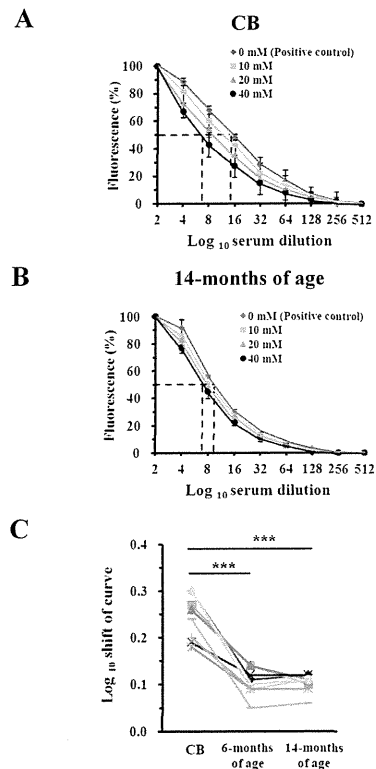 A
CB
0 mM (Positive control)
10 mM
20 mM
40 mM
Fluorescence (%)
100
80
60
40
20
0
2 4 8 16 32 64 128 256 512
Log 10 serum dilution
B
14-months of age
0 mM (Positive control)
10 mM
20 mM
40 mM
Fluorescence (%)
100
80
60
40
20
0
2 4 8 16 32 64 128 256 512
Log 10 serum dilution
C
Log 10 shift of curve
0.4
0.3
0.2
0.1
0.0
***
***
CB 6-months of age 14-months of age